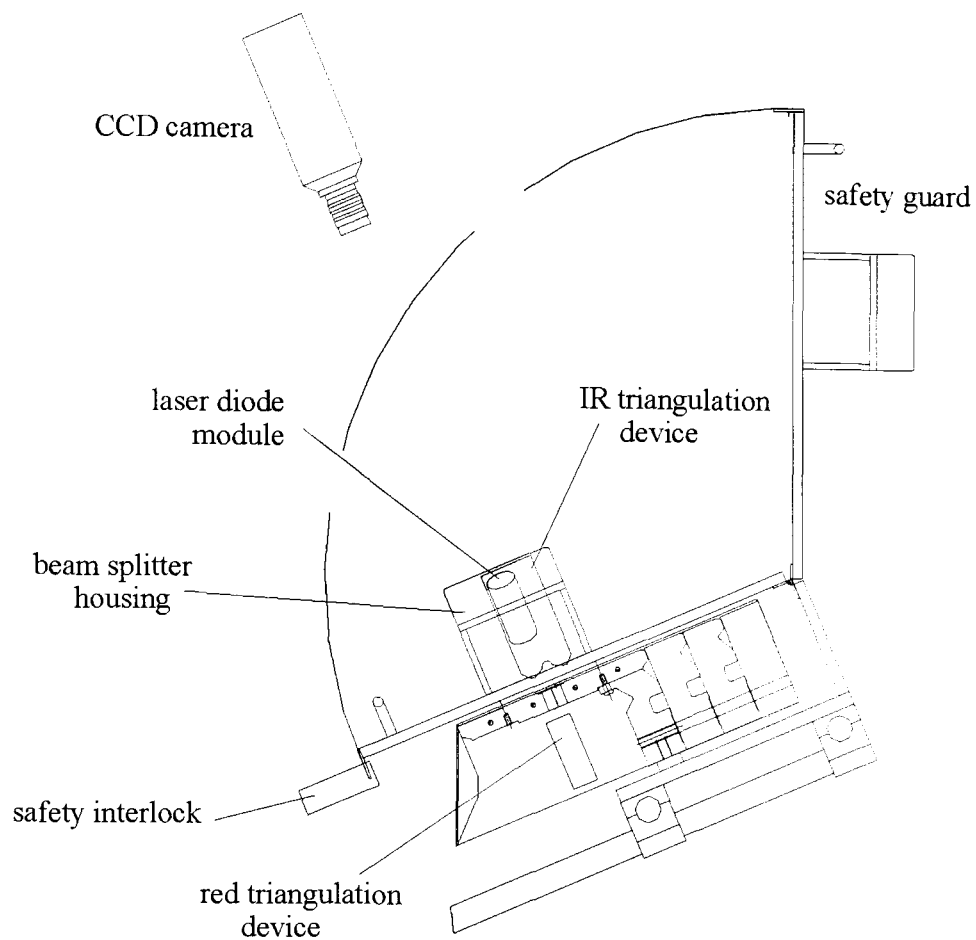 CCD camera
safety guard
laser diode
module
IR triangulation
device
beam splitter
housing
safety interlock
red triangulation
device